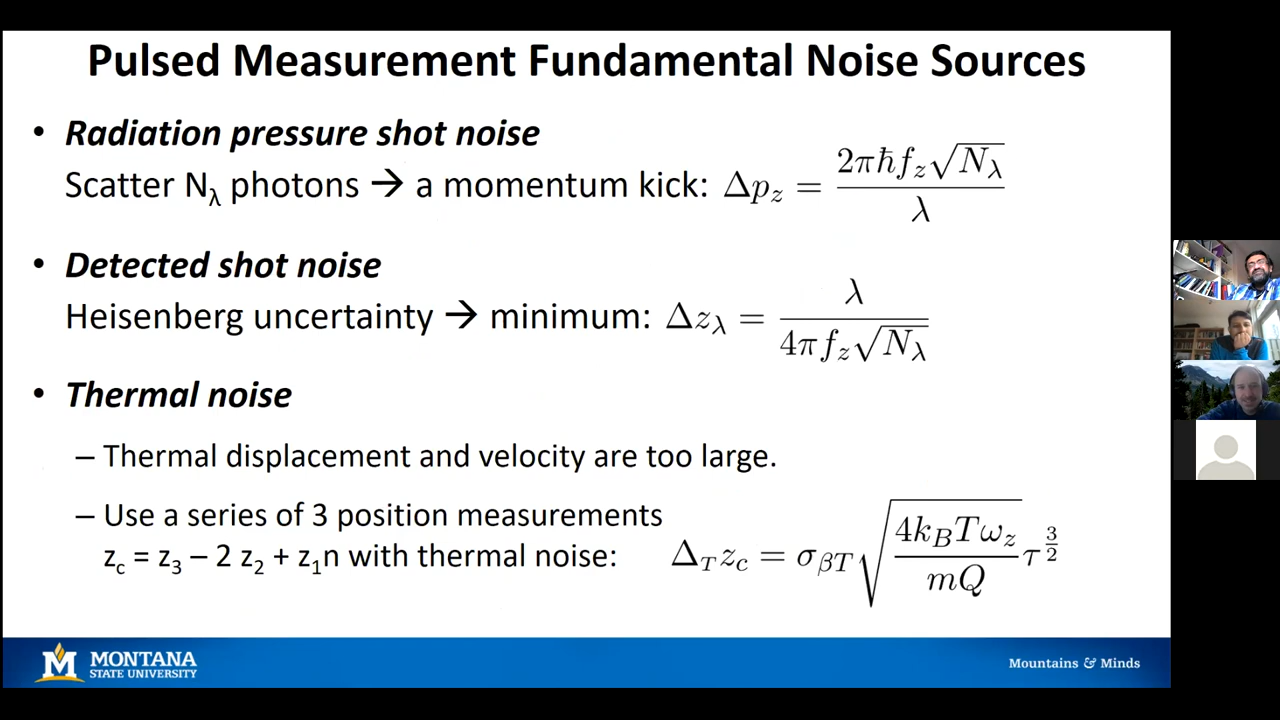 Pulsed Measurement Fundamental Noise Sources
• Radiation pressure shot noise
Scatter Nλ photons → a momentum kick: Δp_z = 2πℏf_z√N_λ / λ
• Detected shot noise
Heisenberg uncertainty → minimum: Δz_λ = λ / 4πf_z√N_λ
• Thermal noise
– Thermal displacement and velocity are too large.
– Use a series of 3 position measurements
z_c = z_3 – 2 z_2 + z_1n with thermal noise: Δ_T z_c = σ_βT √(4k_BTω_z / mQ) τ^(3/2)
M MONTANA
STATE UNIVERSITY
Mountains & Minds